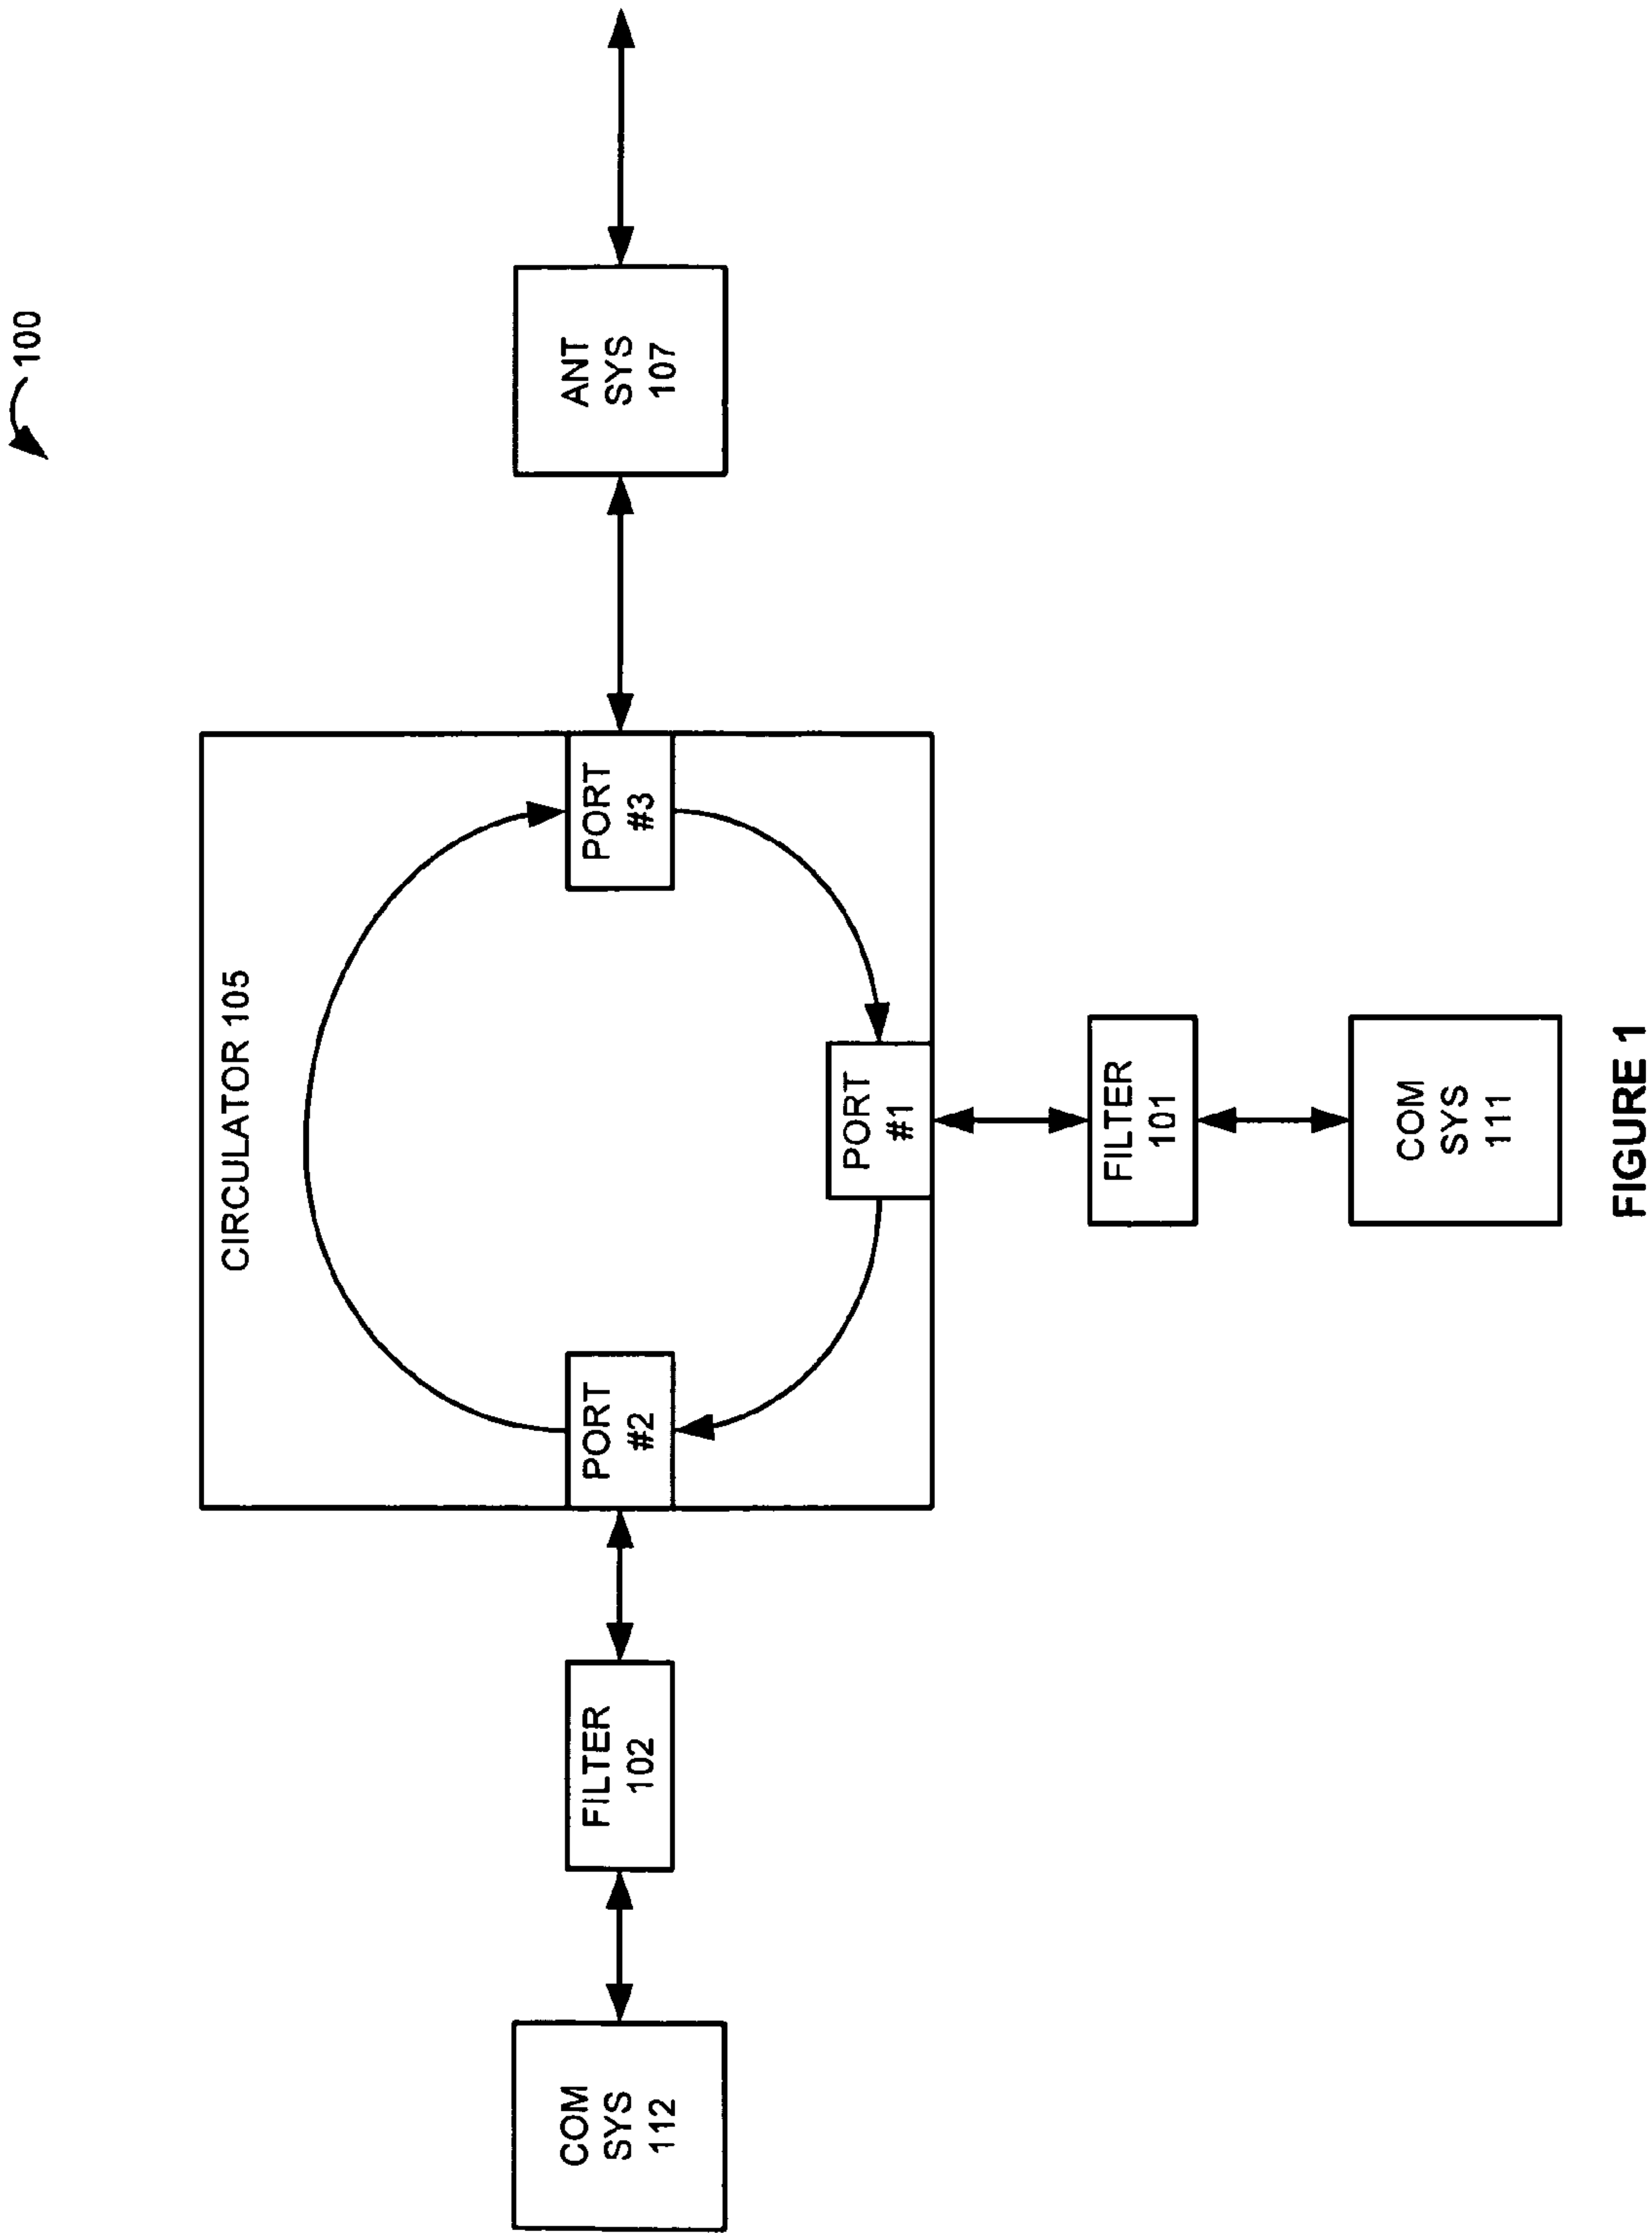 100
CIRCULATOR 105
COM
SYS
112
FILTER
102
PORT
#2
PORT
#3
ANT
SYS
107
PORT
#1
FILTER
101
COM
SYS
111
FIGURE 1